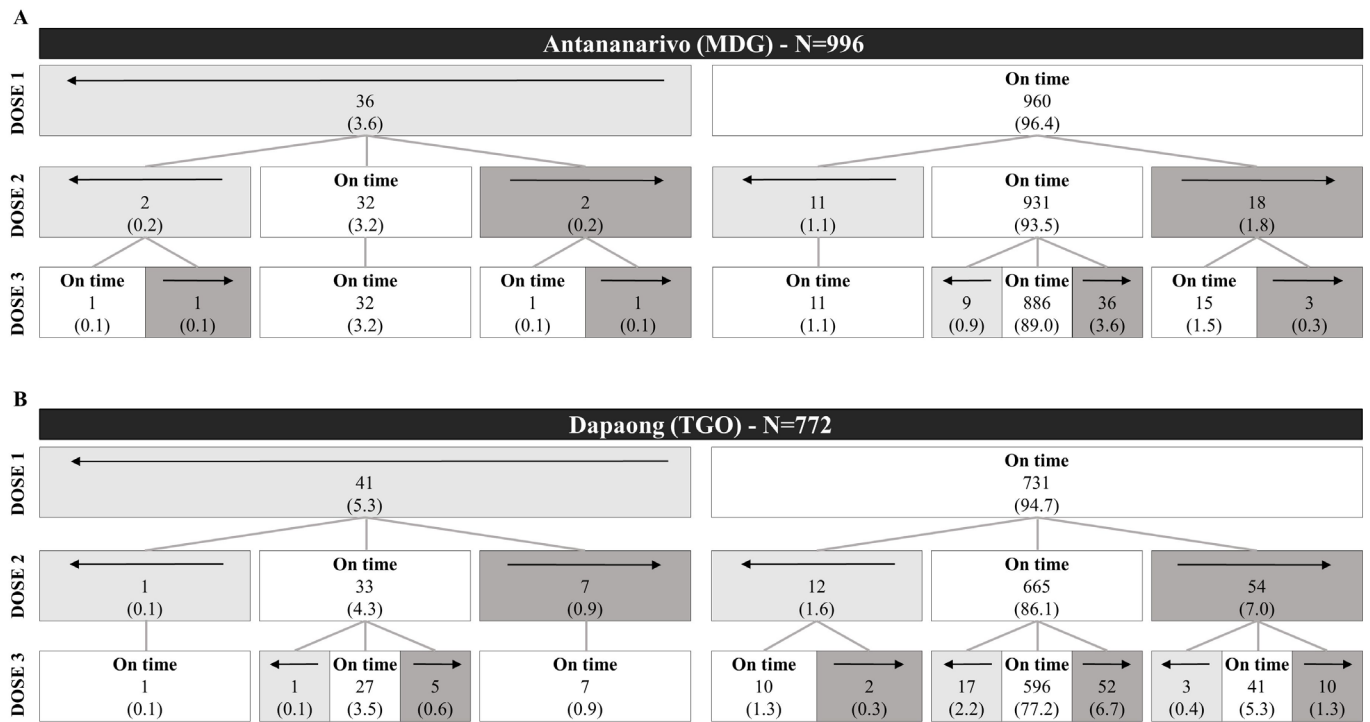 A
Antananarivo (MDG) - N=996
DOSE 1
36
(3.6)
On time
960
(96.4)
DOSE 2
2
(0.2)
On time
32
(3.2)
2
(0.2)
11
(1.1)
On time
931
(93.5)
18
(1.8)
DOSE 3
On time
1
(0.1)
1
(0.1)
On time
32
(3.2)
On time
1
(0.1)
1
(0.1)
On time
11
(1.1)
9
(0.9)
On time
886
(89.0)
36
(3.6)
On time
15
(1.5)
3
(0.3)
B
Dapaong (TGO) - N=772
DOSE 1
41
(5.3)
On time
731
(94.7)
DOSE 2
1
(0.1)
On time
33
(4.3)
7
(0.9)
12
(1.6)
On time
665
(86.1)
54
(7.0)
DOSE 3
On time
1
(0.1)
1
(0.1)
On time
27
(3.5)
5
(0.6)
On time
7
(0.9)
On time
10
(1.3)
2
(0.3)
17
(2.2)
On time
596
(77.2)
52
(6.7)
3
(0.4)
On time
41
(5.3)
10
(1.3)